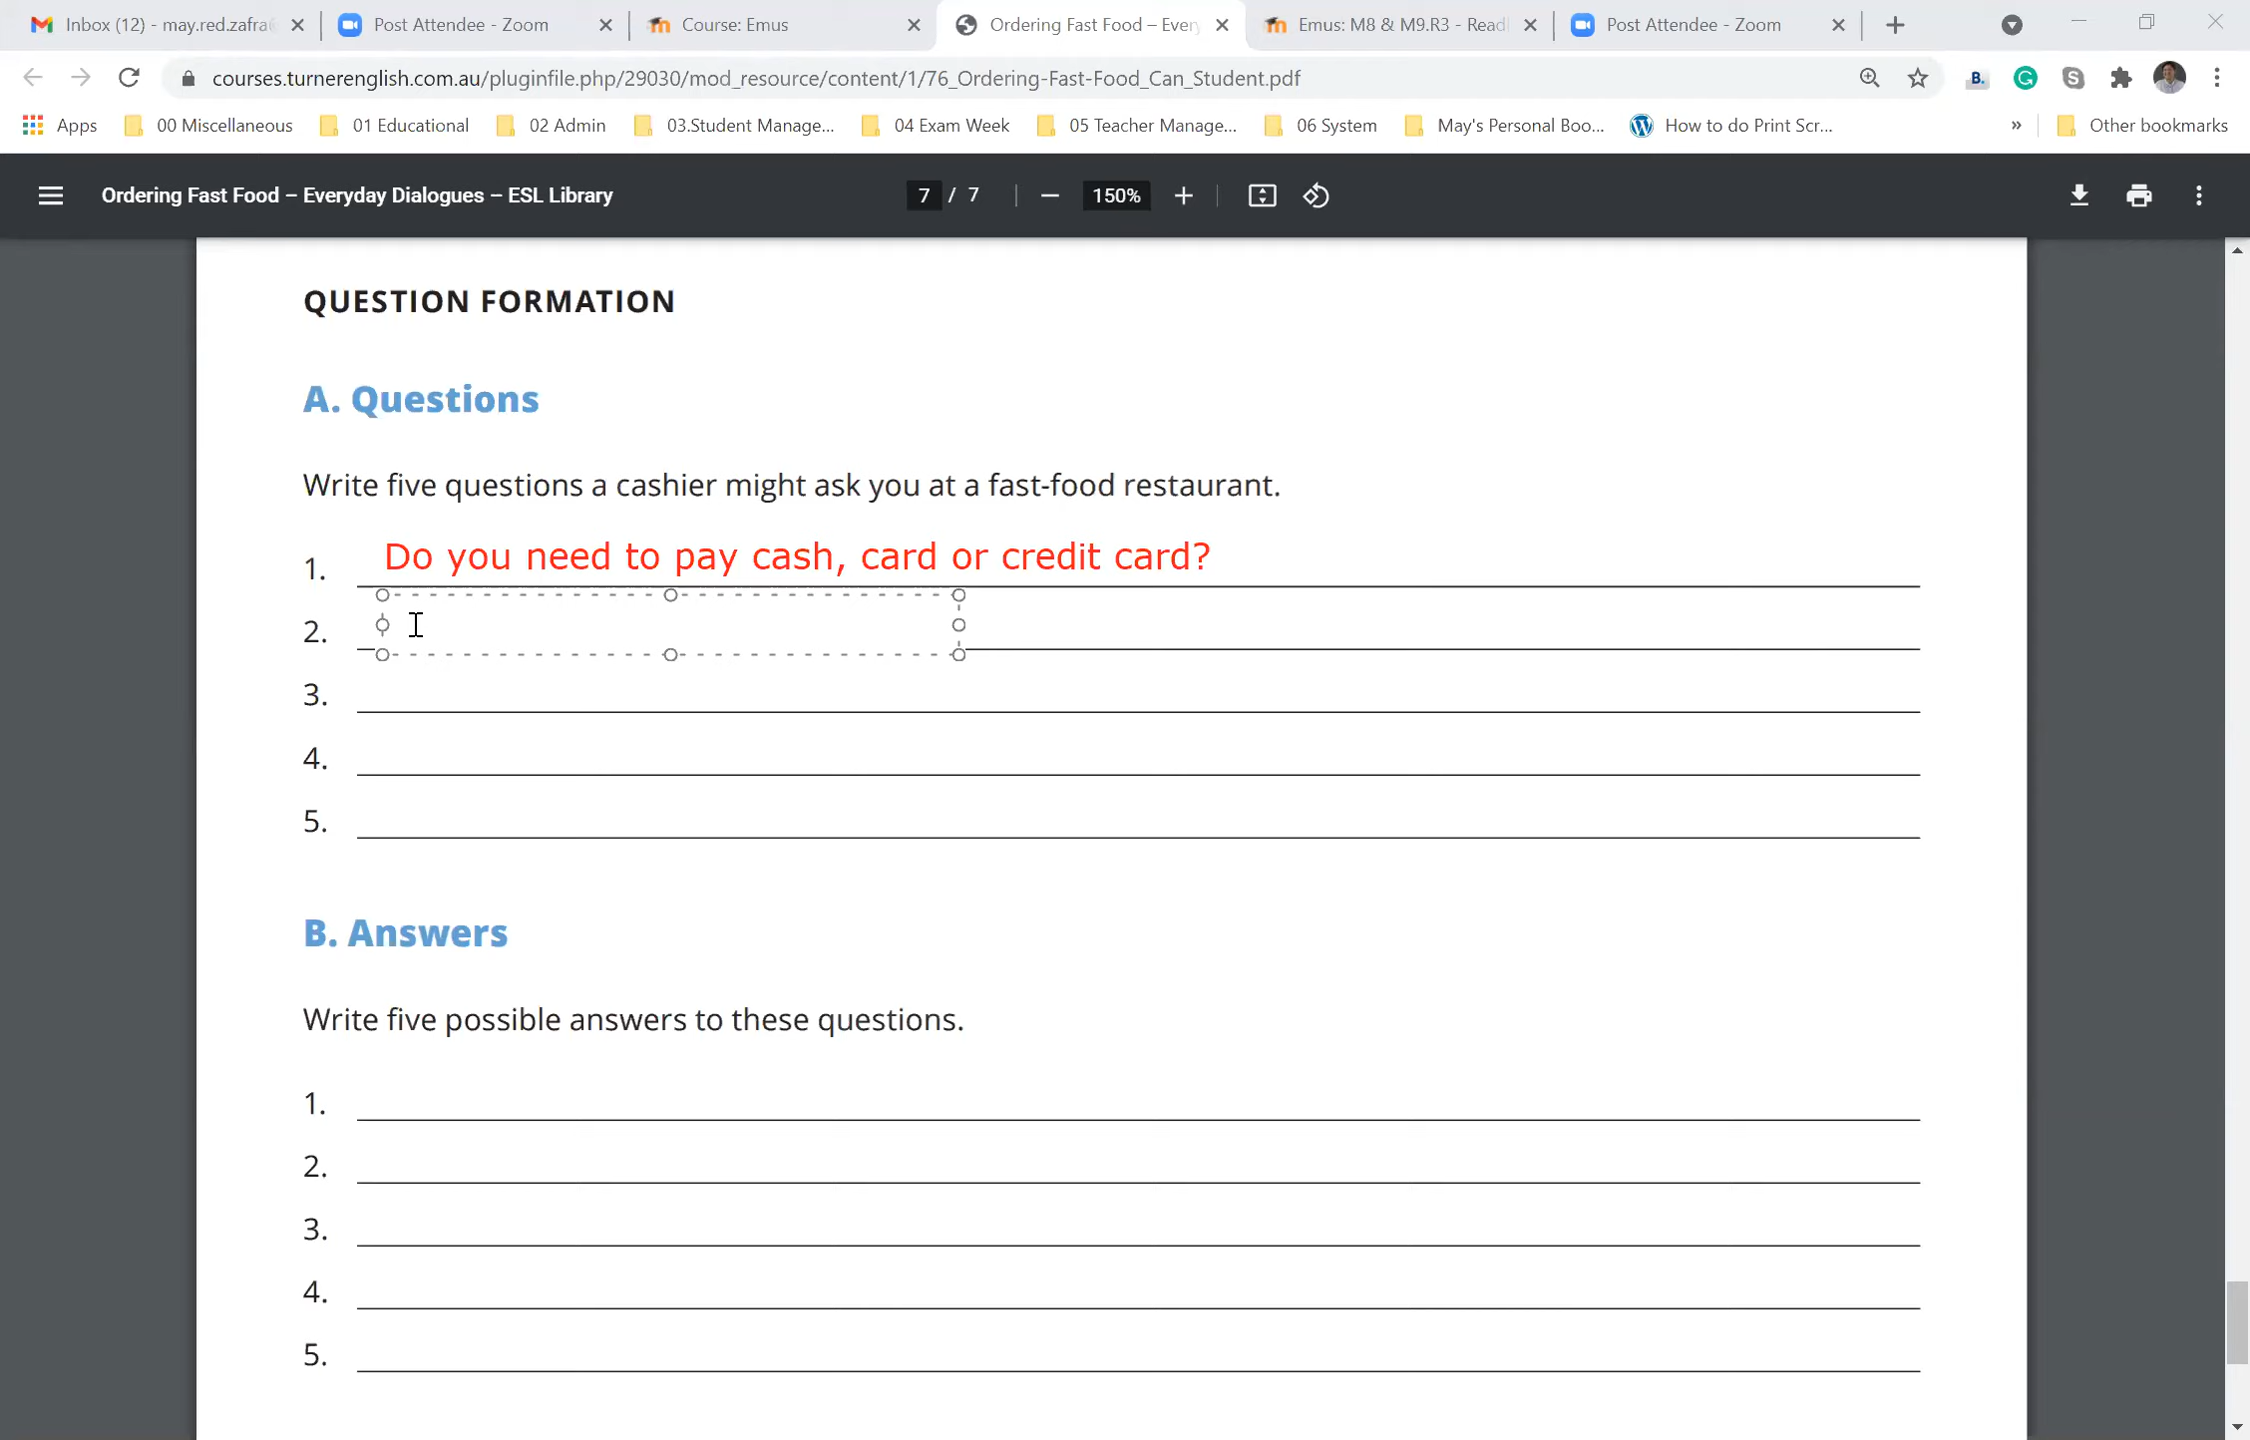 Inbox (12) - may.red.zafra
Post Attendee - Zoom
Course: Emus
Ordering Fast Food – Every
Emus: M8 & M9.R3 - Readi
Post Attendee - Zoom
courses.turnerenglish.com.au/pluginfile.php/29030/mod_resource/content/1/76_Ordering-Fast-Food_Can_Student.pdf
B.
Apps
00 Miscellaneous
01 Educational
02 Admin
03.Student Manage...
04 Exam Week
05 Teacher Manage...
06 System
May's Personal Boo...
How to do Print Scr...
»
Other bookmarks
Ordering Fast Food – Everyday Dialogues – ESL Library
7 / 7
150%
QUESTION FORMATION
A. Questions
Write five questions a cashier might ask you at a fast-food restaurant.
1. Do you need to pay cash, card or credit card?
2.
3.
4.
5.
B. Answers
Write five possible answers to these questions.
1.
2.
3.
4.
5.